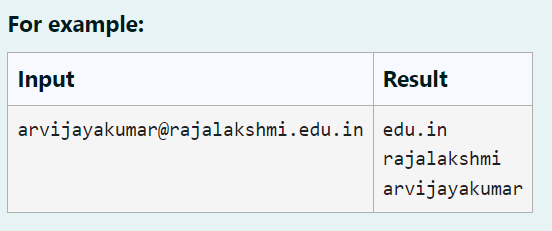 For example:
Input Result
arvijayakumar@rajalakshmi.edu.in edu.in
rajalakshmi
arvijayakumar